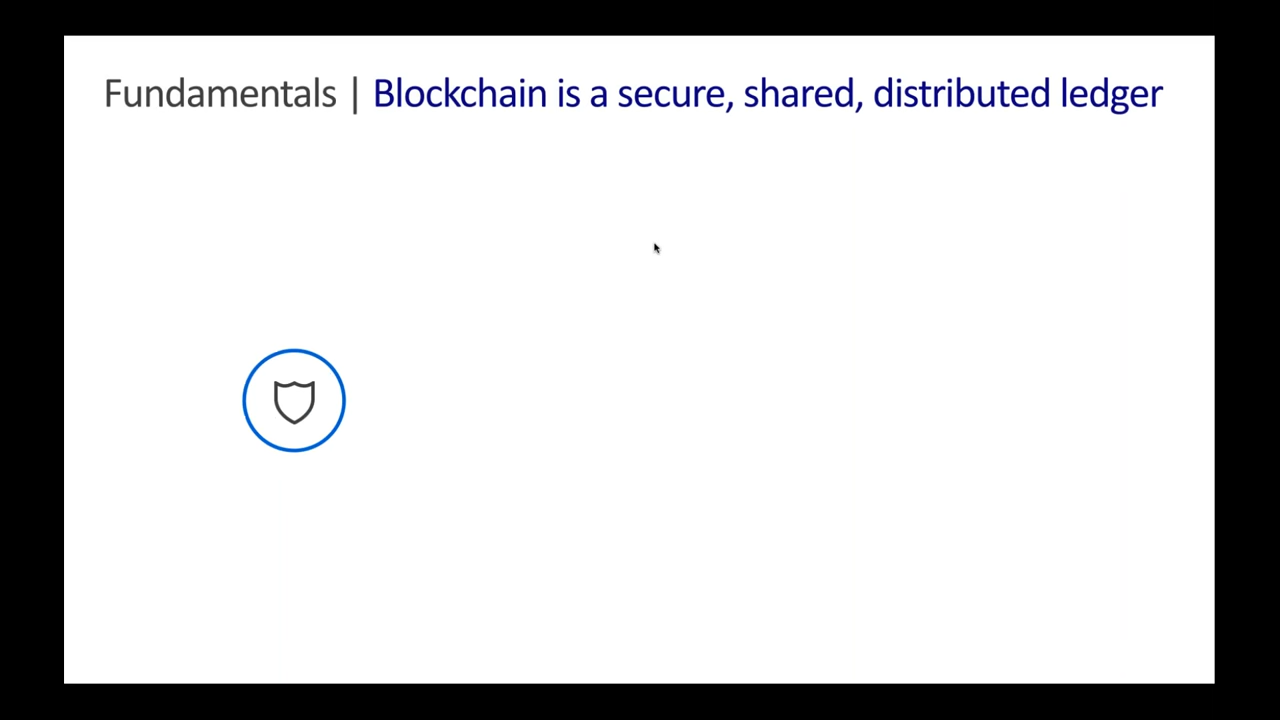 Fundamentals | Blockchain is a secure, shared, distributed ledger